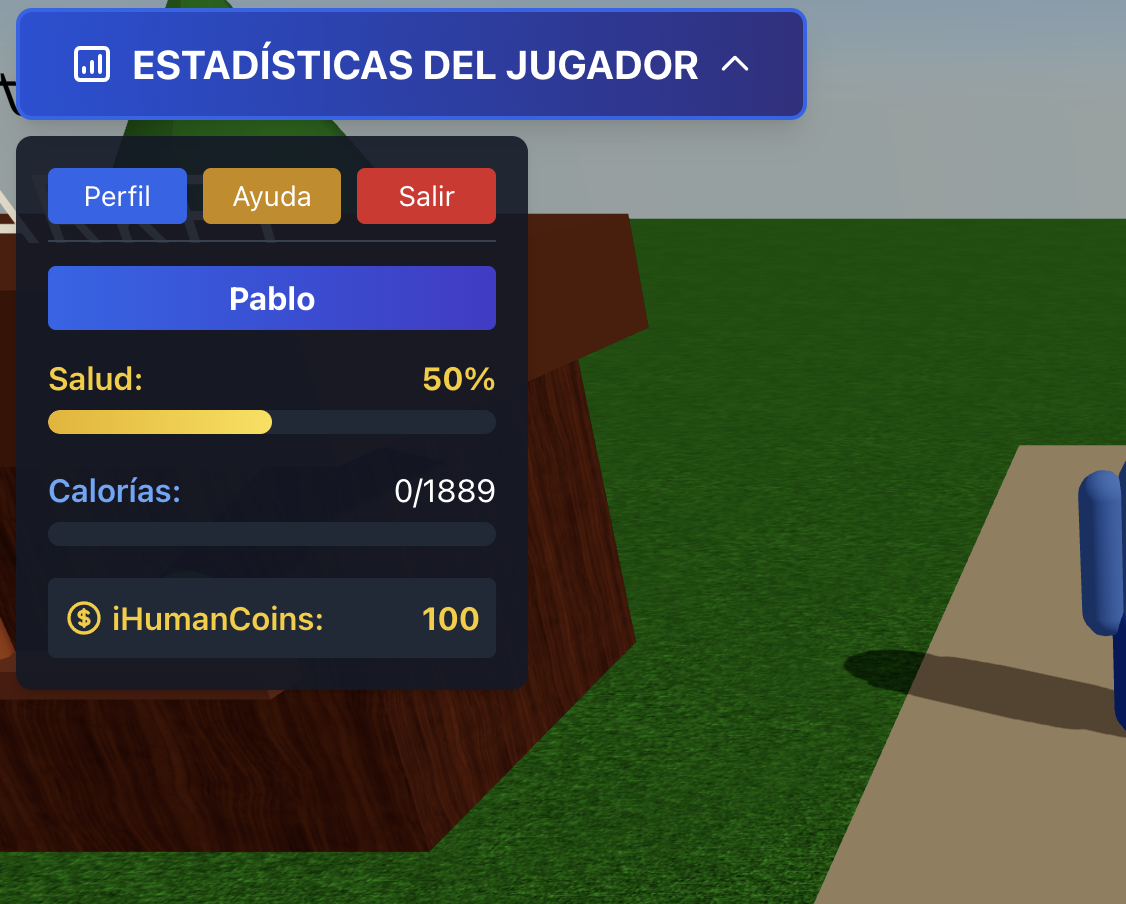 ESTADÍSTICAS DEL JUGADOR
Perfil Ayuda Salir
Pablo
Salud: 50%
Calorías: 0/1889
iHumanCoins: 100